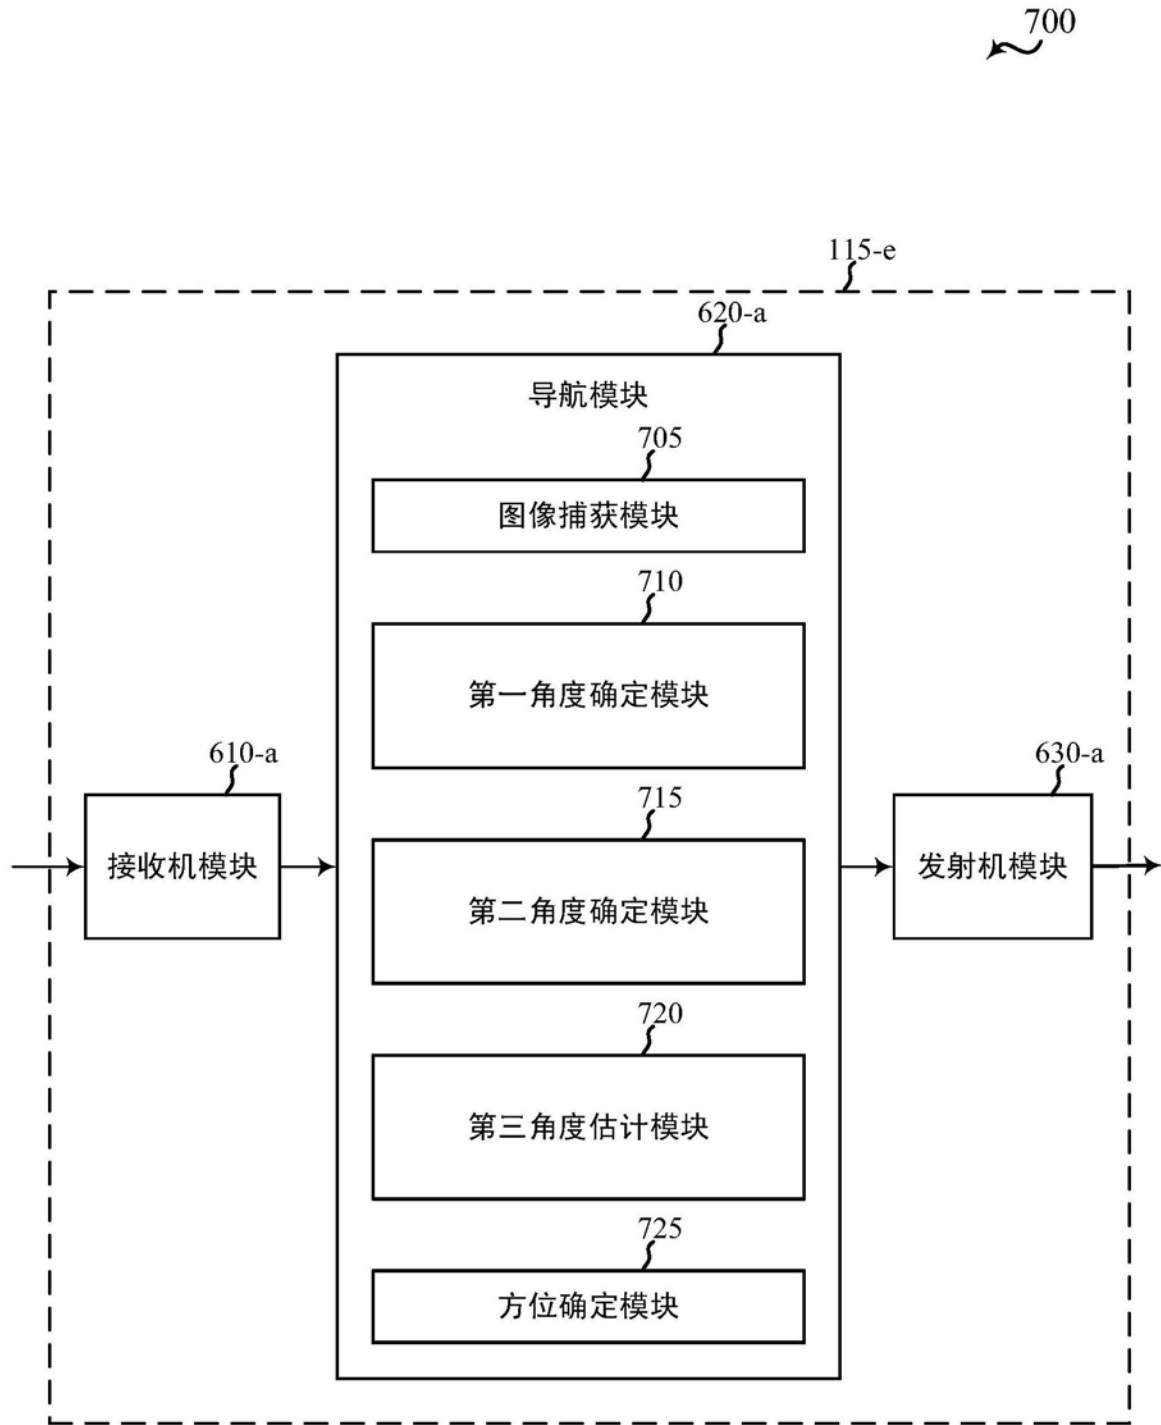 700
115-e
620-a
导航模块
705
图像捕获模块
710
第一角度确定模块
610-a
接收机模块
715
第二角度确定模块
630-a
发射机模块
720
第三角度估计模块
725
方位确定模块